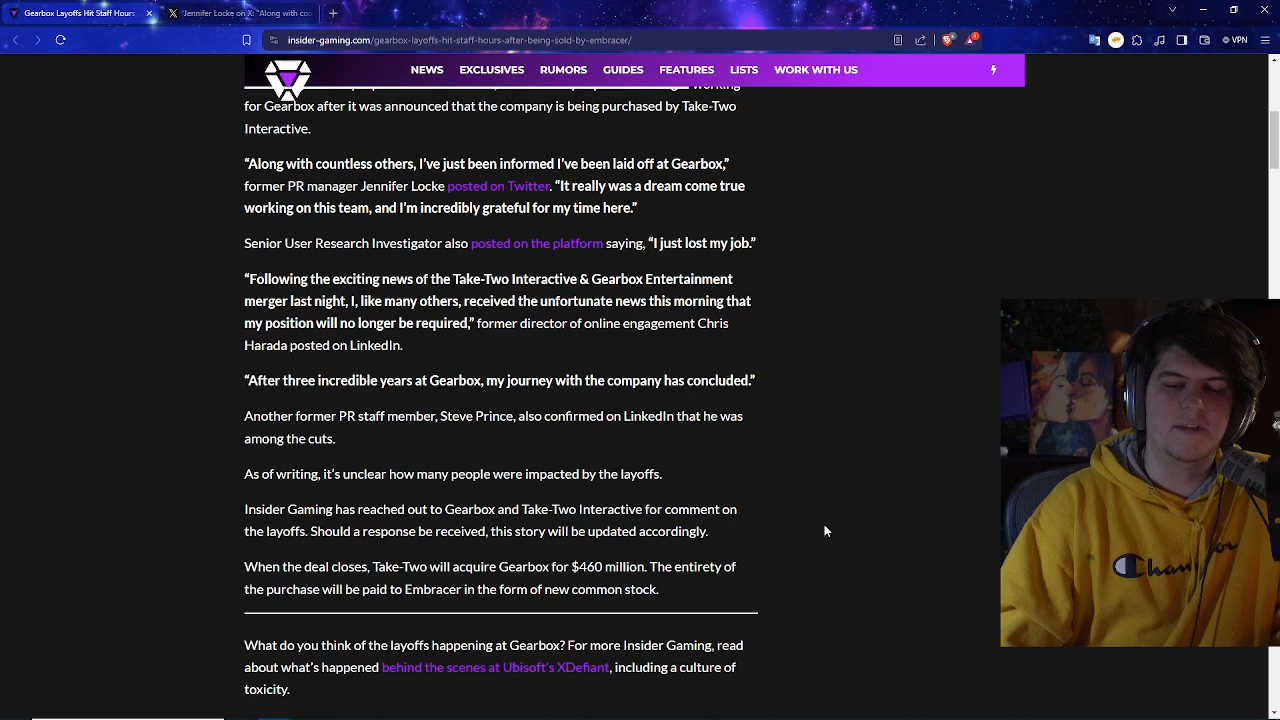 Gearbox Layoffs Hit Staff Hours
"Jennifer Locke on X: "Along with cou
insider-gaming.com/gearbox-layoffs-hit-staff-hours-after-being-sold-by-embracer/
VPN
NEWS EXCLUSIVES RUMORS GUIDES FEATURES LISTS WORK WITH US
for Gearbox after it was announced that the company is being purchased by Take-Two
Interactive.
“Along with countless others, I’ve just been informed I’ve been laid off at Gearbox,”
former PR manager Jennifer Locke posted on Twitter. “It really was a dream come true
working on this team, and I’m incredibly grateful for my time here.”
Senior User Research Investigator also posted on the platform saying, “I just lost my job.”
“Following the exciting news of the Take-Two Interactive & Gearbox Entertainment
merger last night, I, like many others, received the unfortunate news this morning that
my position will no longer be required,” former director of online engagement Chris
Harada posted on LinkedIn.
“After three incredible years at Gearbox, my journey with the company has concluded.”
Another former PR staff member, Steve Prince, also confirmed on LinkedIn that he was
among the cuts.
As of writing, it’s unclear how many people were impacted by the layoffs.
Insider Gaming has reached out to Gearbox and Take-Two Interactive for comment on
the layoffs. Should a response be received, this story will be updated accordingly.
When the deal closes, Take-Two will acquire Gearbox for $460 million. The entirety of
the purchase will be paid to Embracer in the form of new common stock.
What do you think of the layoffs happening at Gearbox? For more Insider Gaming, read
about what’s happened behind the scenes at Ubisoft’s XDefiant, including a culture of
toxicity.
Champion